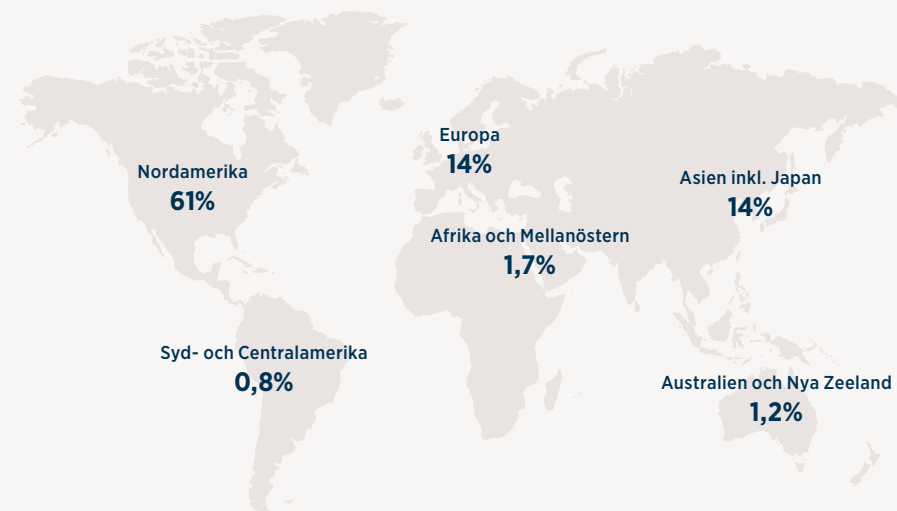 Europa
14%
Nordamerika
61%
Asien inkl. Japan
14%
Afrika och Mellanöstern
1,7%
Syd- och Centralamerika
0,8%
Australien och Nya Zeeland
1,2%